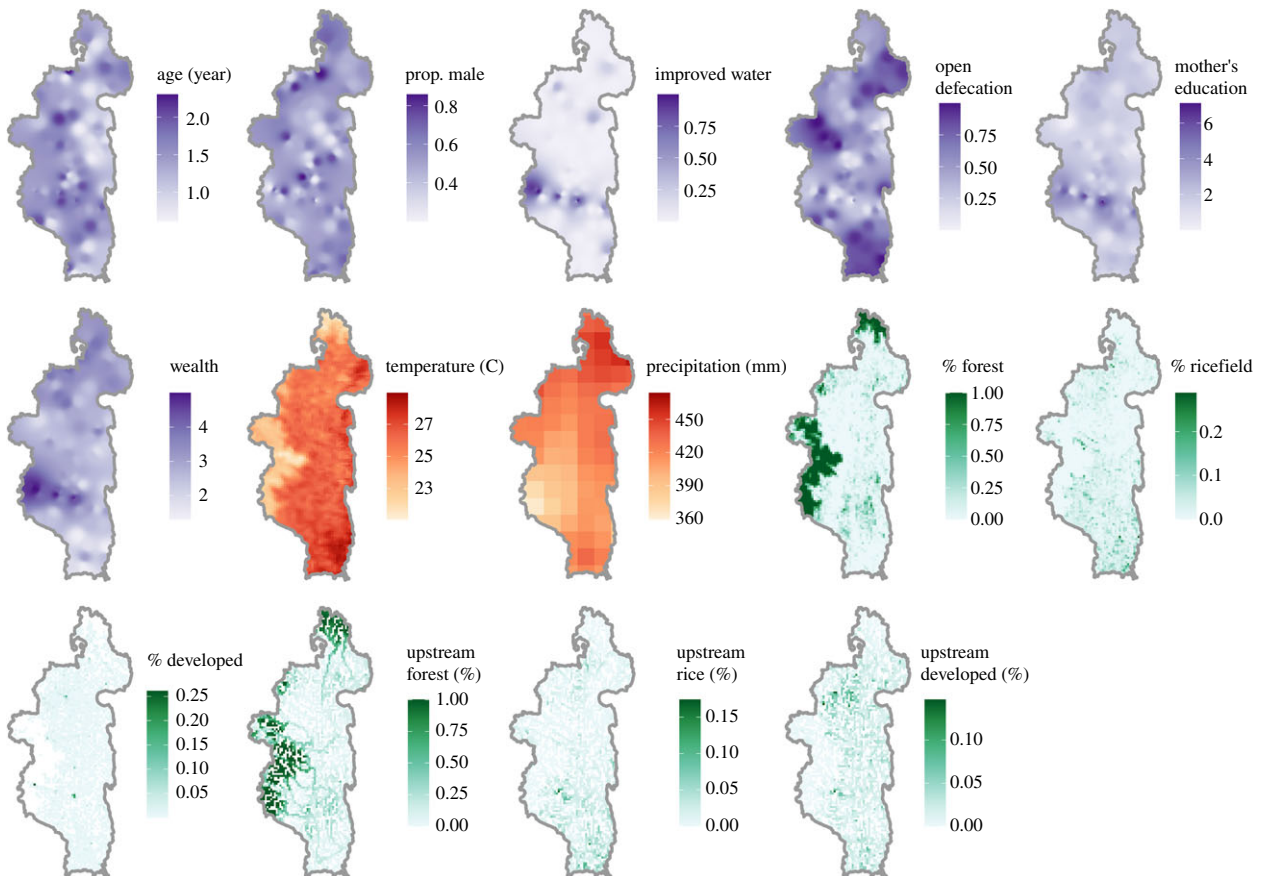 age (year)
2.0
1.5
1.0
prop. male
0.8
0.6
0.4
improved water
0.75
0.50
0.25
open
defecation
0.75
0.50
0.25
mother's
education
6
4
2
wealth
4
3
2
temperature (C)
27
25
23
precipitation (mm)
450
420
390
360
% forest
1.00
0.75
0.50
0.25
0.00
% ricefield
0.2
0.1
0.0
% developed
0.25
0.20
0.15
0.10
0.05
upstream
forest (%)
1.00
0.75
0.50
0.25
0.00
upstream
rice (%)
0.15
0.10
0.05
0.00
upstream
developed (%)
0.10
0.05
0.00